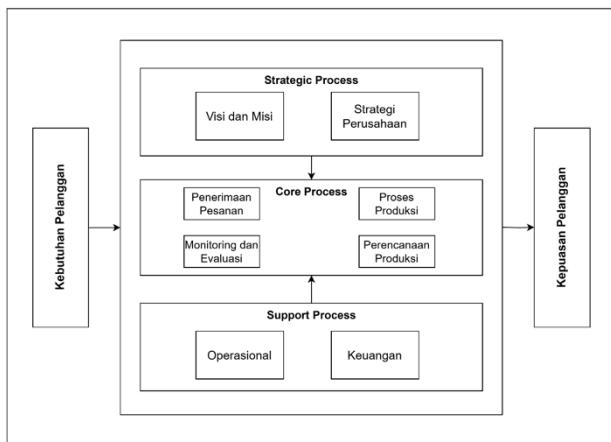 Strategic Process
Visi dan Misi
Strategi
Perusahaan
Kebutuhan Pelanggan
Core Process
Penerimaan
Pesanan
Proses
Produksi
Monitoring dan
Evaluasi
Perencanaan
Produksi
Kepuasan Pelanggan
Support Process
Operasional
Keuangan